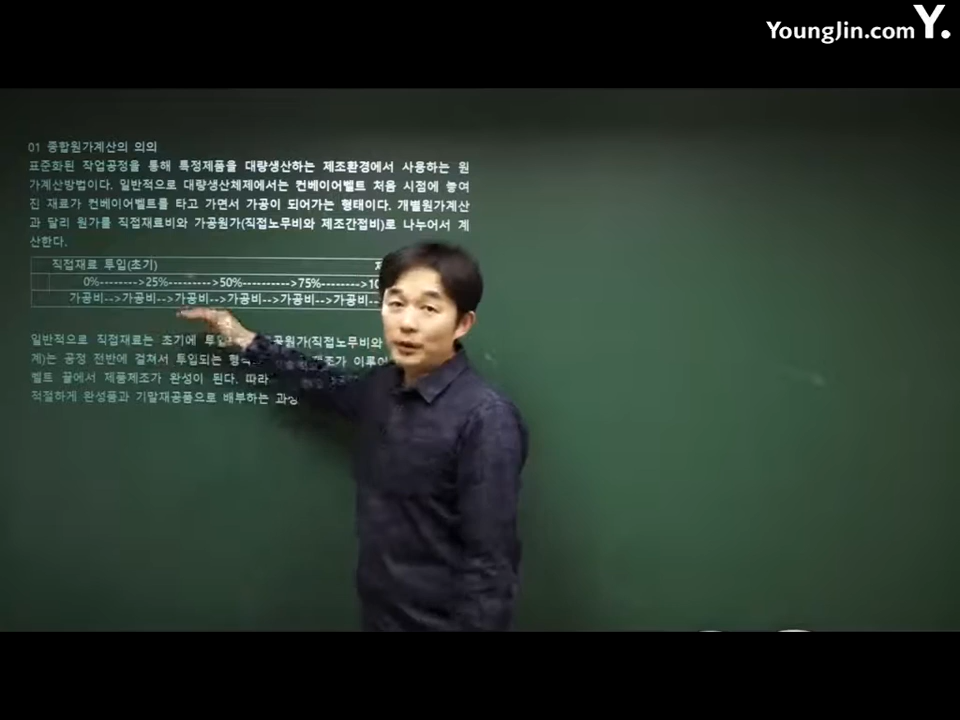 YoungJin.com Y.
01 종합원가계산의 의의
표준화된 작업공정을 통해 특정제품을 대량생산하는 제조환경에서 사용하는 원
가계산방법이다. 일반적으로 대량생산체제에서는 컨베이어벨트 처음 시점에 놓여
진 재료가 컨베이어벨트를 타고 가면서 가공이 되어가는 형태이다. 개별원가계산
과 달리 원가를 직접재료비와 가공원가(직접노무비와 제조간접비)로 나누어서 계
산한다.
직접재료 투입(초기)
0%-------->25%--------->50%---------->75%-------->
가공비-->가공비-->가공비-->가공비-->가공비-->가공비--
일반적으로 직접재료는 초기에 투입 (직접노무비와
계)는 공정 전반에 걸쳐서 투입되는
벨트 끝에서 제품제조가 완성이 된다.
적절하게 완성품과 기말재공품으로 배부하는